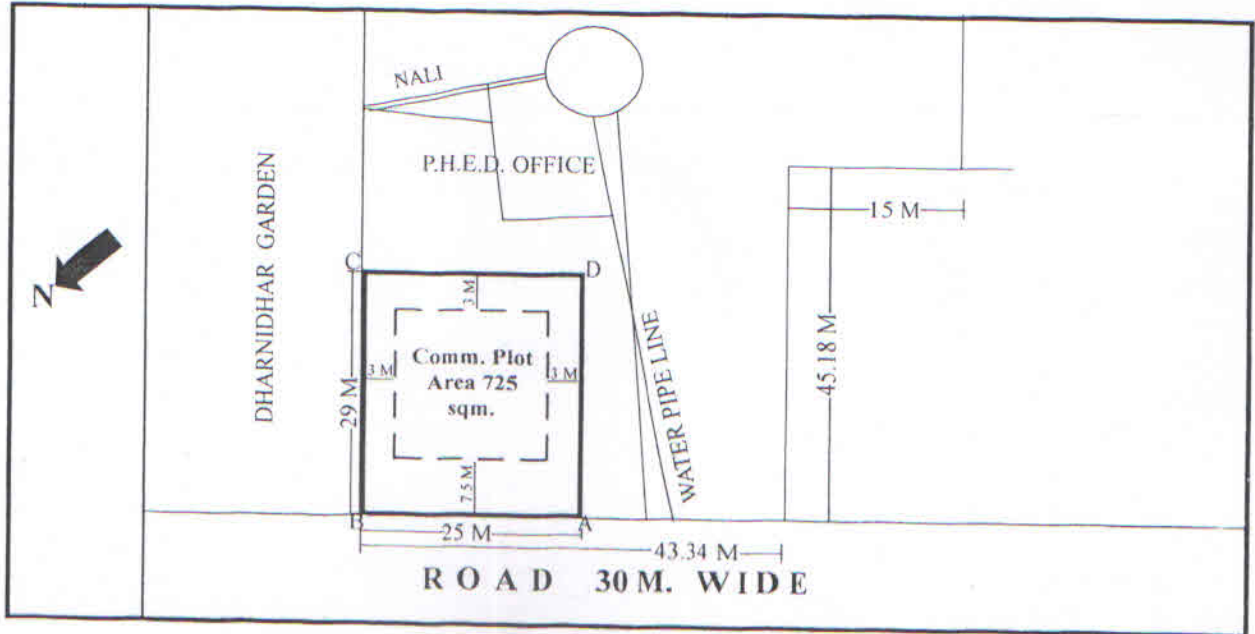 NALI
P.H.E.D. OFFICE
15 M
DHARNIDHAR GARDEN
N
C
D
3 M
Comm. Plot
Area 725
sqm.
3 M
3 M
29 M
7.5 M
WATER PIPE LINE
45.18 M
B
A
25 M
43.34 M
ROAD 30 M. WIDE